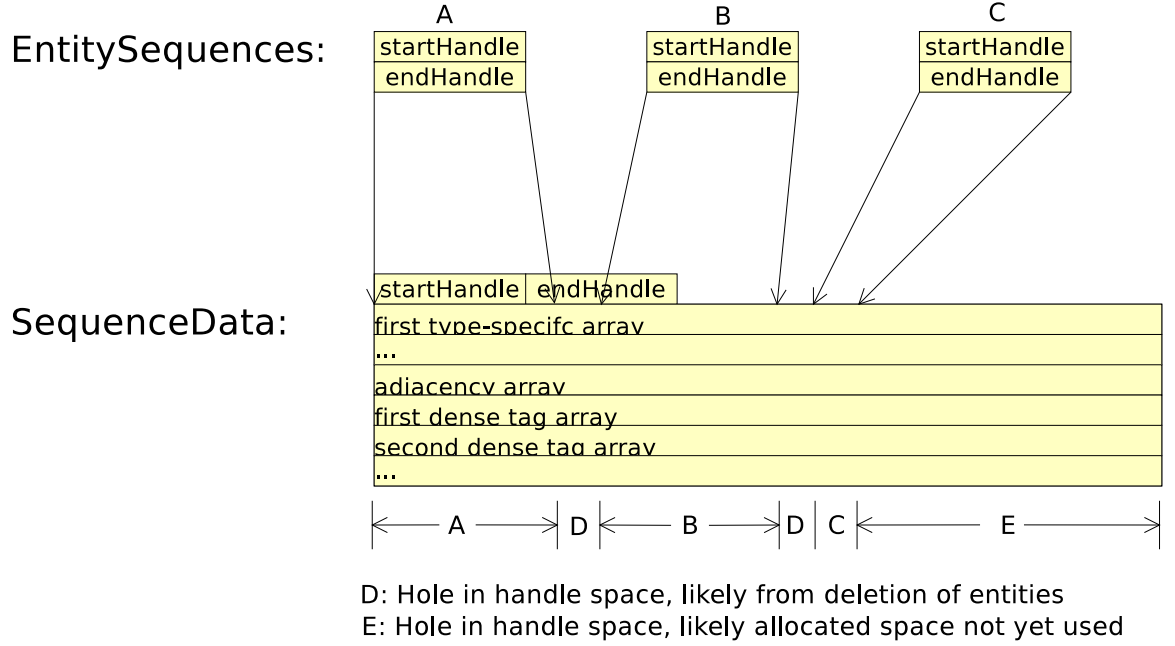 A B C
EntitySequences: startHandle startHandle startHandle
endHandle endHandle endHandle
startHandle endHandle
SequenceData:
first type-specifc array
...
adjacency array
first dense tag array
second dense tag array
...
A D B D C E
D: Hole in handle space, likely from deletion of entities
E: Hole in handle space, likely allocated space not yet used